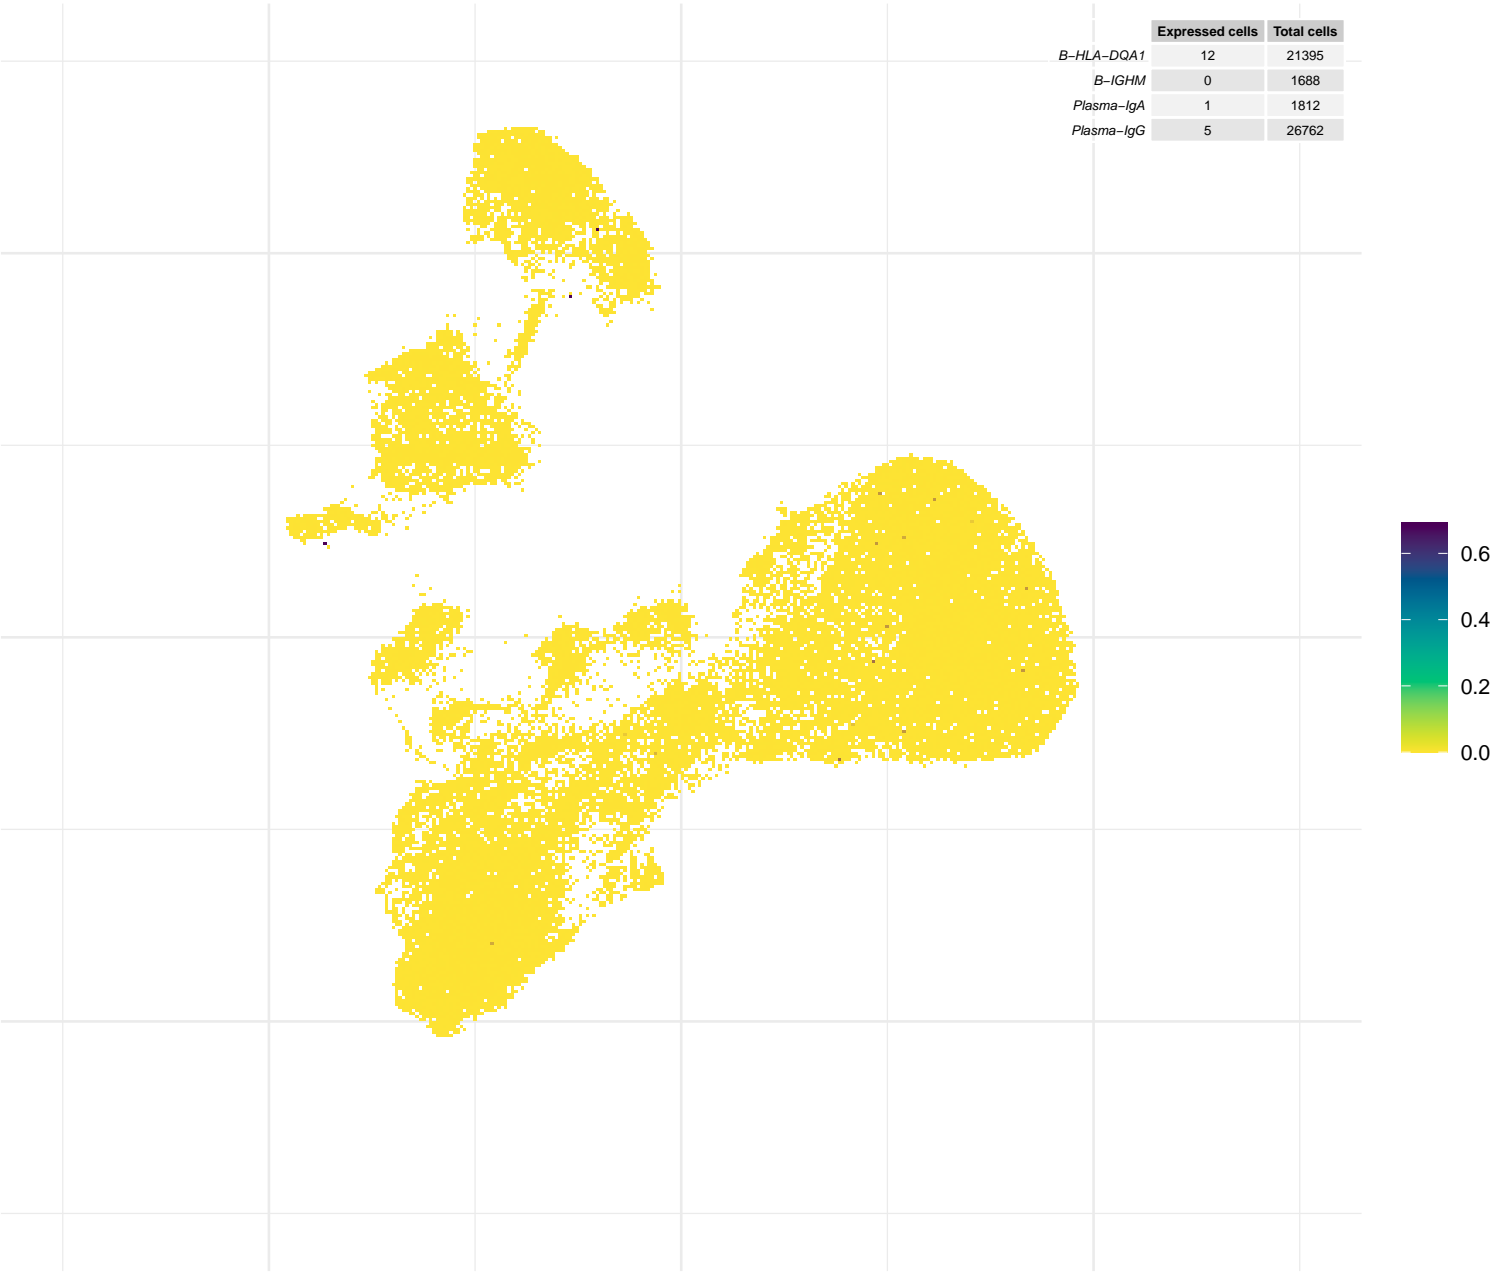 Expressed cells Total cells
B−HLA−DQA1 12 21395
B−IGHM 0 1688
Plasma−IgA 1 1812
Plasma−IgG 5 26762
0.6
0.4
0.2
0.0